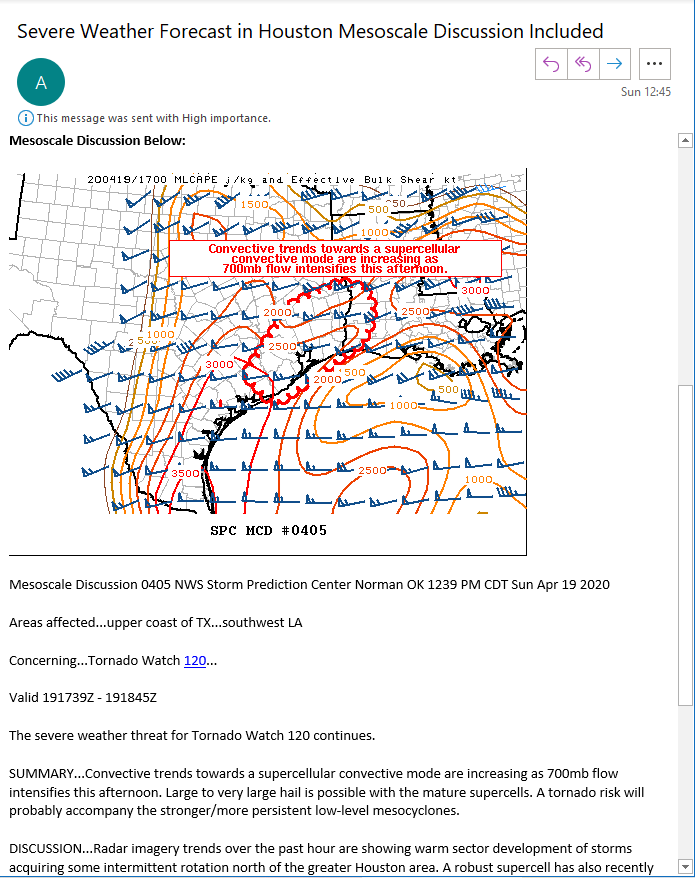 Severe Weather Forecast in Houston Mesoscale Discussion Included
A
Sun 12:45
This message was sent with High importance.
Mesoscale Discussion Below:
200419/1700 MLCAPE j/kg and Effective Bulk Shear kt
1500
500
250
1000
Convective trends towards a supercellular
convective mode are increasing as
700mb flow intensifies this afternoon.
3000
2000
2500
1000
2500
3000
1500
2000
500
1000
3500
2500
1000
SPC MCD #0405
Mesoscale Discussion 0405 NWS Storm Prediction Center Norman OK 1239 PM CDT Sun Apr 19 2020
Areas affected...upper coast of TX...southwest LA
Concerning...Tornado Watch 120...
Valid 191739Z - 191845Z
The severe weather threat for Tornado Watch 120 continues.
SUMMARY...Convective trends towards a supercellular convective mode are increasing as 700mb flow
intensifies this afternoon. Large to very large hail is possible with the mature supercells. A tornado risk will
probably accompany the stronger/more persistent low-level mesocyclones.
DISCUSSION...Radar imagery trends over the past hour are showing warm sector development of storms
acquiring some intermittent rotation north of the greater Houston area. A robust supercell has also recently